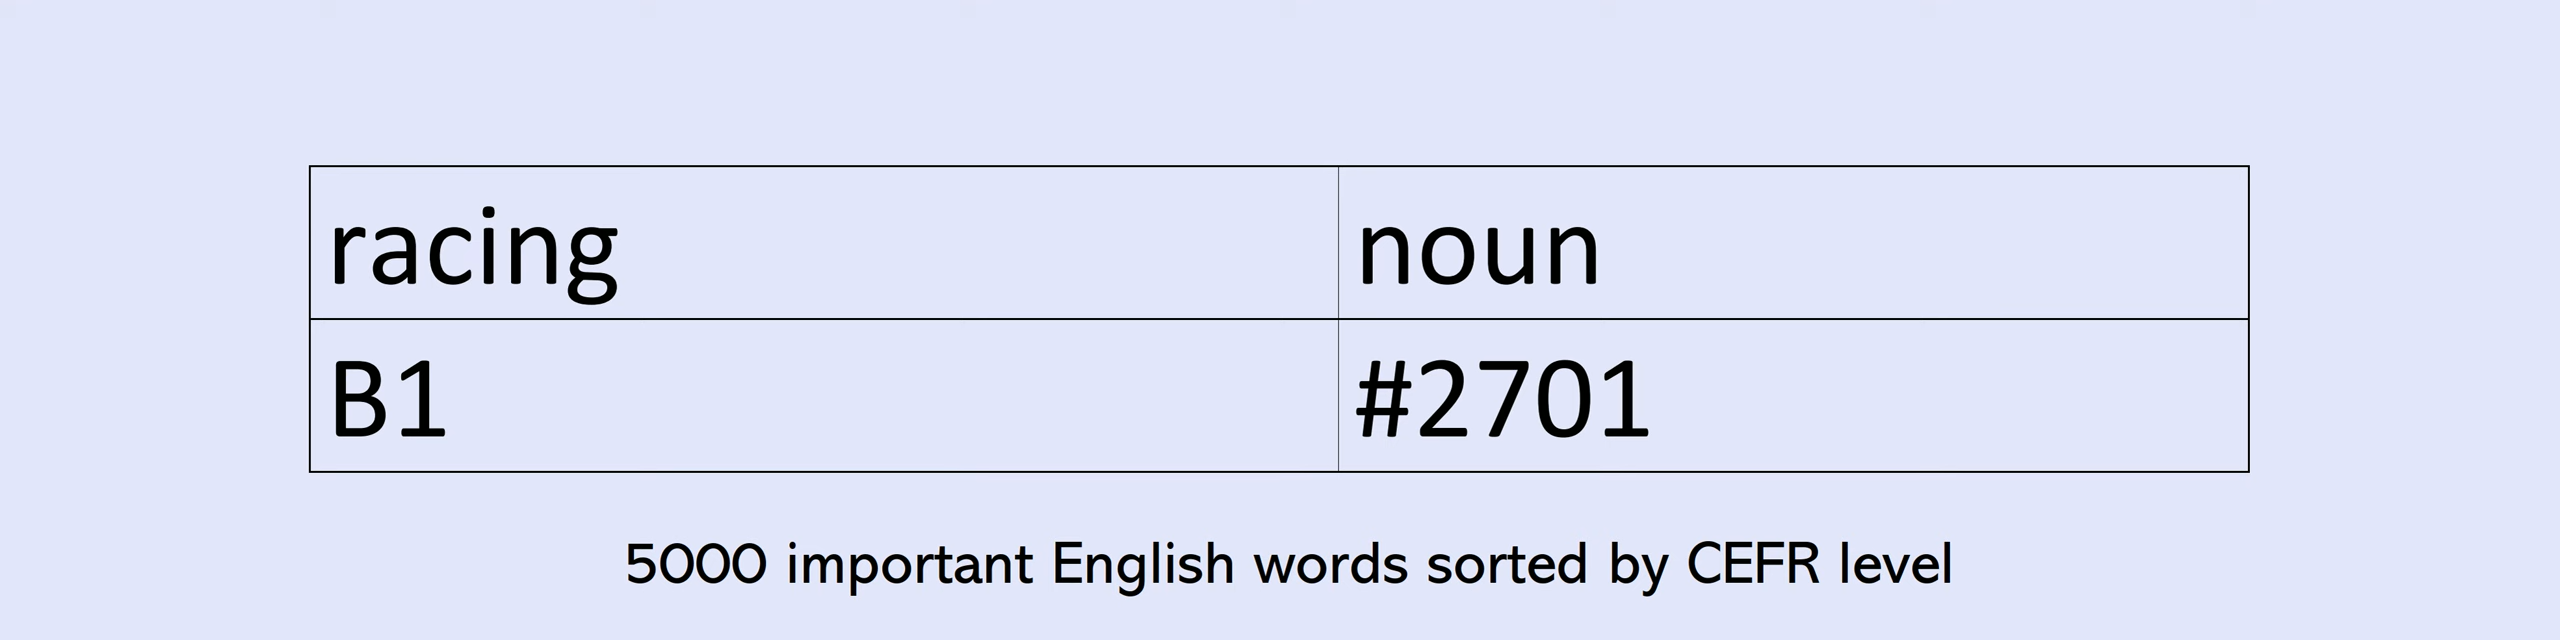 racing noun
B1 #2701
5000 important English words sorted by CEFR level